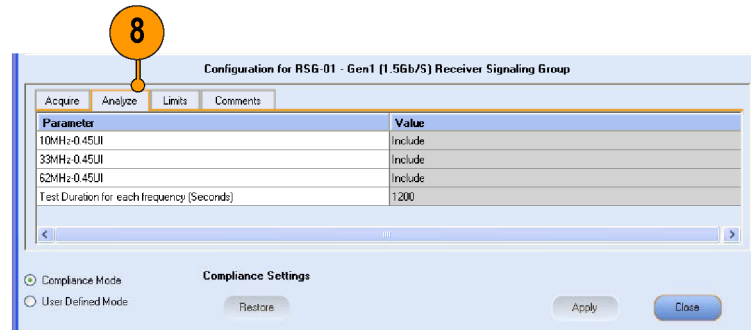 8
Configuration for RSG-01 - Gen1 (1.5Gb/S) Receiver Signaling Group
Acquire Analyze Limits Comments
Parameter Value
10MHz-0.45UI Include
33MHz-0.45UI Include
62MHz-0.45UI Include
Test Duration for each frequency (Seconds) 1200
Compliance Mode Compliance Settings
User Defined Mode Restore Apply Close